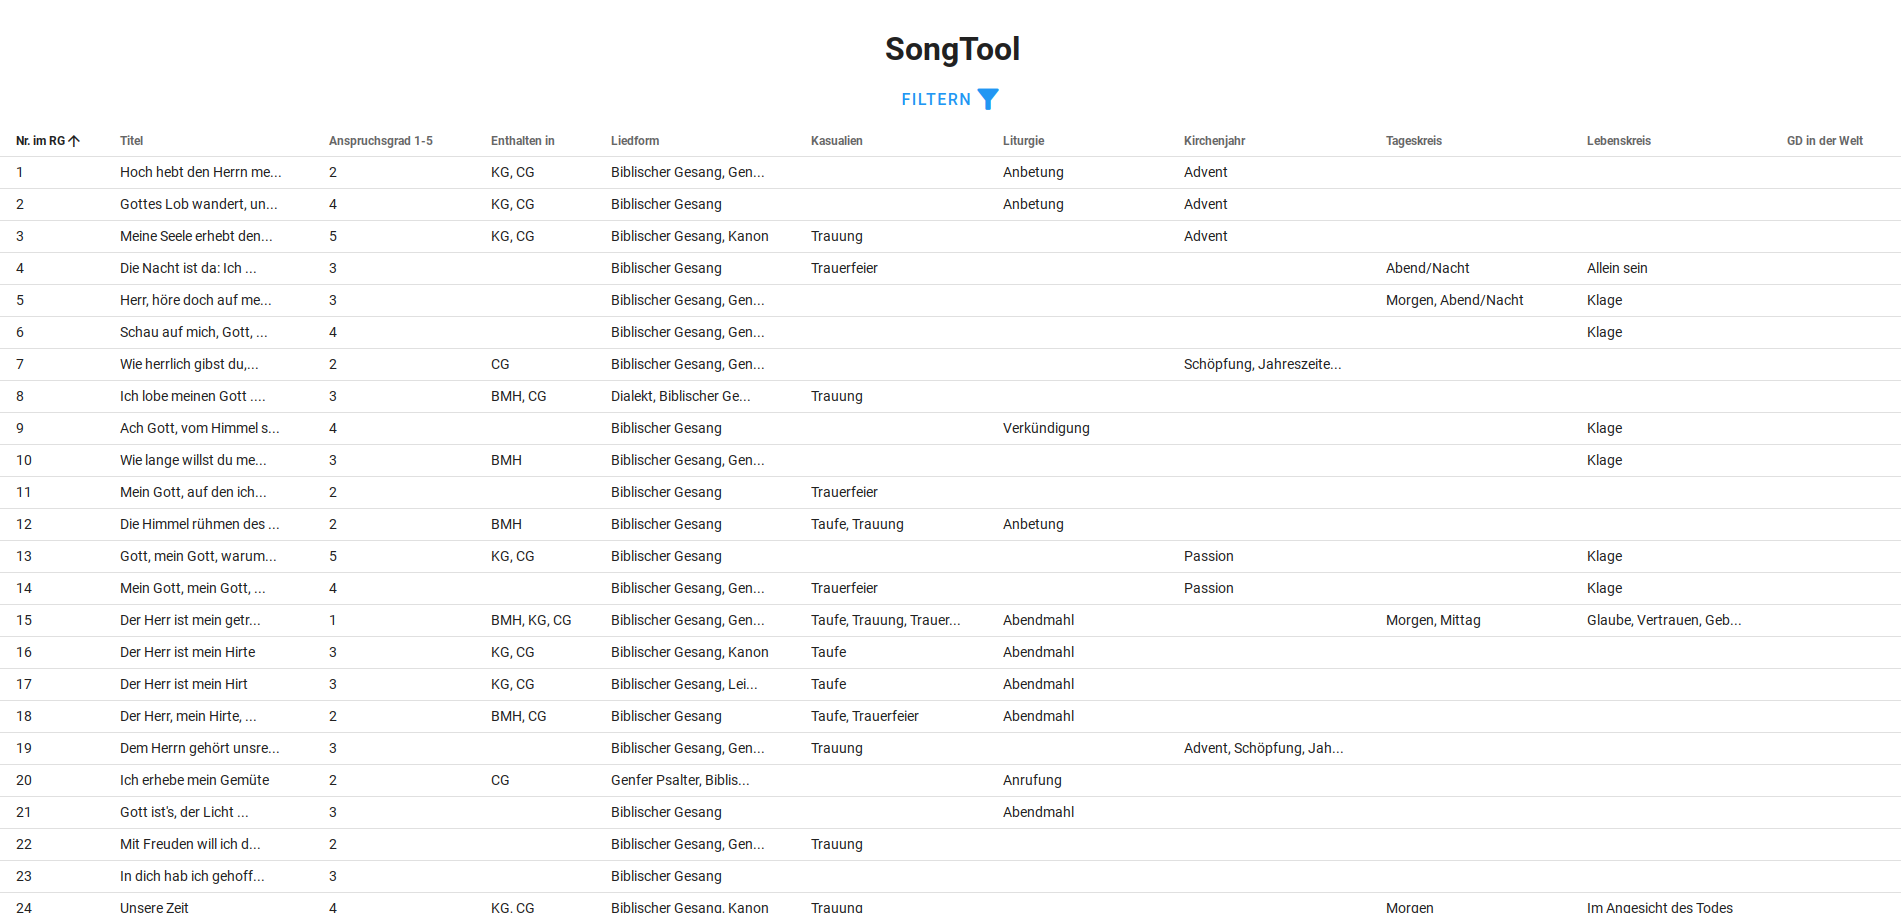 SongTool
FILTERN
Nr. im RG Titel Anspruchsgrad 1-5 Enthalten in Liedform Kasualien Liturgie Kirchenjahr Tageskreis Lebenskreis GD in der Welt
1 Hoch hebt den Herrn me... 2 KG, CG Biblischer Gesang, Gen... Anbetung Advent
2 Gottes Lob wandert, un... 4 KG, CG Biblischer Gesang Anbetung Advent
3 Meine Seele erhebt den... 5 KG, CG Biblischer Gesang, Kanon Trauung Advent
4 Die Nacht ist da: Ich ... 3 Biblischer Gesang Trauerfeier Abend/Nacht Allein sein
5 Herr, höre doch auf me... 3 Biblischer Gesang, Gen... Morgen, Abend/Nacht Klage
6 Schau auf mich, Gott, ... 4 Biblischer Gesang, Gen... Klage
7 Wie herrlich gibst du,... 2 CG Biblischer Gesang, Gen... Schöpfung, Jahreszeite...
8 Ich lobe meinen Gott .... 3 BMH, CG Dialekt, Biblischer Ge... Trauung
9 Ach Gott, vom Himmel s... 4 Biblischer Gesang Verkündigung Klage
10 Wie lange willst du me... 3 BMH Biblischer Gesang, Gen... Klage
11 Mein Gott, auf den ich... 2 Biblischer Gesang Trauerfeier
12 Die Himmel rühmen des ... 2 BMH Biblischer Gesang Taufe, Trauung Anbetung
13 Gott, mein Gott, warum... 5 KG, CG Biblischer Gesang Passion Klage
14 Mein Gott, mein Gott, ... 4 Biblischer Gesang, Gen... Trauerfeier Passion Klage
15 Der Herr ist mein getr... 1 BMH, KG, CG Biblischer Gesang, Gen... Taufe, Trauung, Trauer... Abendmahl Morgen, Mittag Glaube, Vertrauen, Geb...
16 Der Herr ist mein Hirte 3 KG, CG Biblischer Gesang, Kanon Taufe Abendmahl
17 Der Herr ist mein Hirt 3 KG, CG Biblischer Gesang, Lei... Taufe Abendmahl
18 Der Herr, mein Hirte, ... 2 BMH, CG Biblischer Gesang Taufe, Trauerfeier Abendmahl
19 Dem Herrn gehört unsre... 3 Biblischer Gesang, Gen... Trauung Advent, Schöpfung, Jah...
20 Ich erhebe mein Gemüte 2 CG Genfer Psalter, Biblis... Anrufung
21 Gott ist's, der Licht ... 3 Biblischer Gesang Abendmahl
22 Mit Freuden will ich d... 2 Biblischer Gesang, Gen... Trauung
23 In dich hab ich gehoff... 3 Biblischer Gesang
24 Unsere Zeit 4 KG, CG Biblischer Gesang, Kanon Trauung Morgen Im Angesicht des Todes